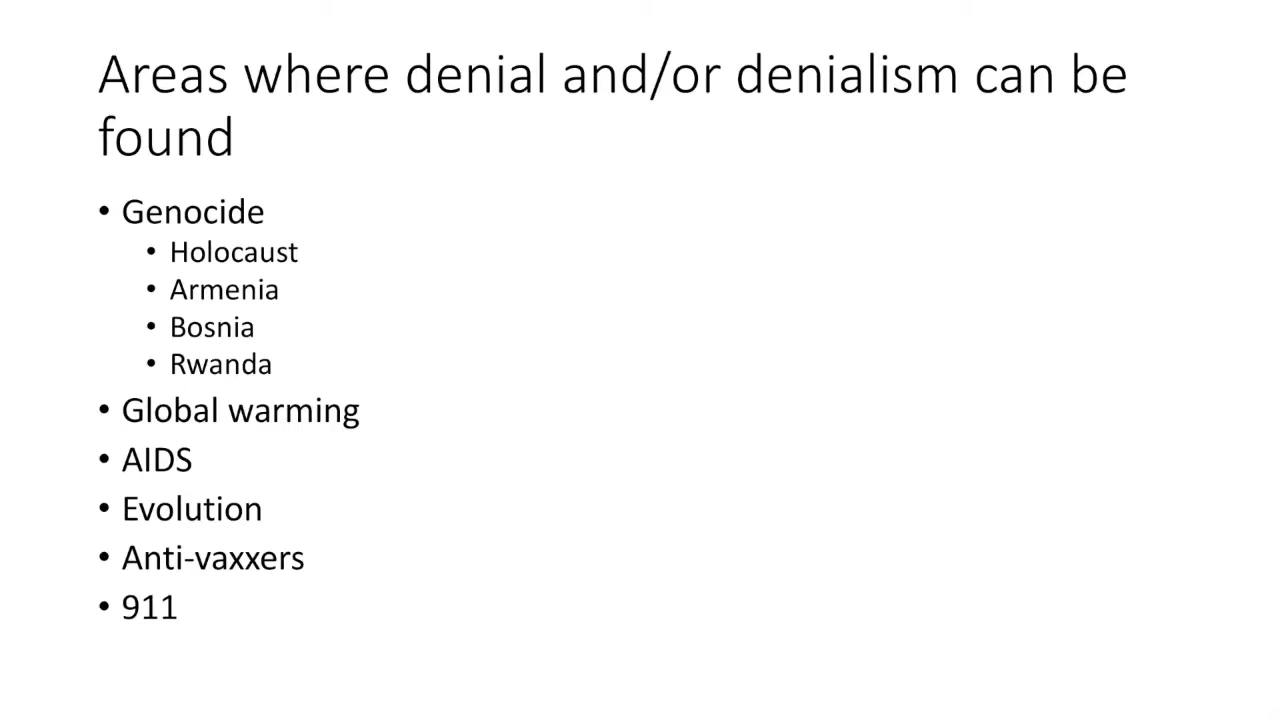 Areas where denial and/or denialism can be
found
• Genocide
• Holocaust
• Armenia
• Bosnia
• Rwanda
• Global warming
• AIDS
• Evolution
• Anti-vaxxers
• 911